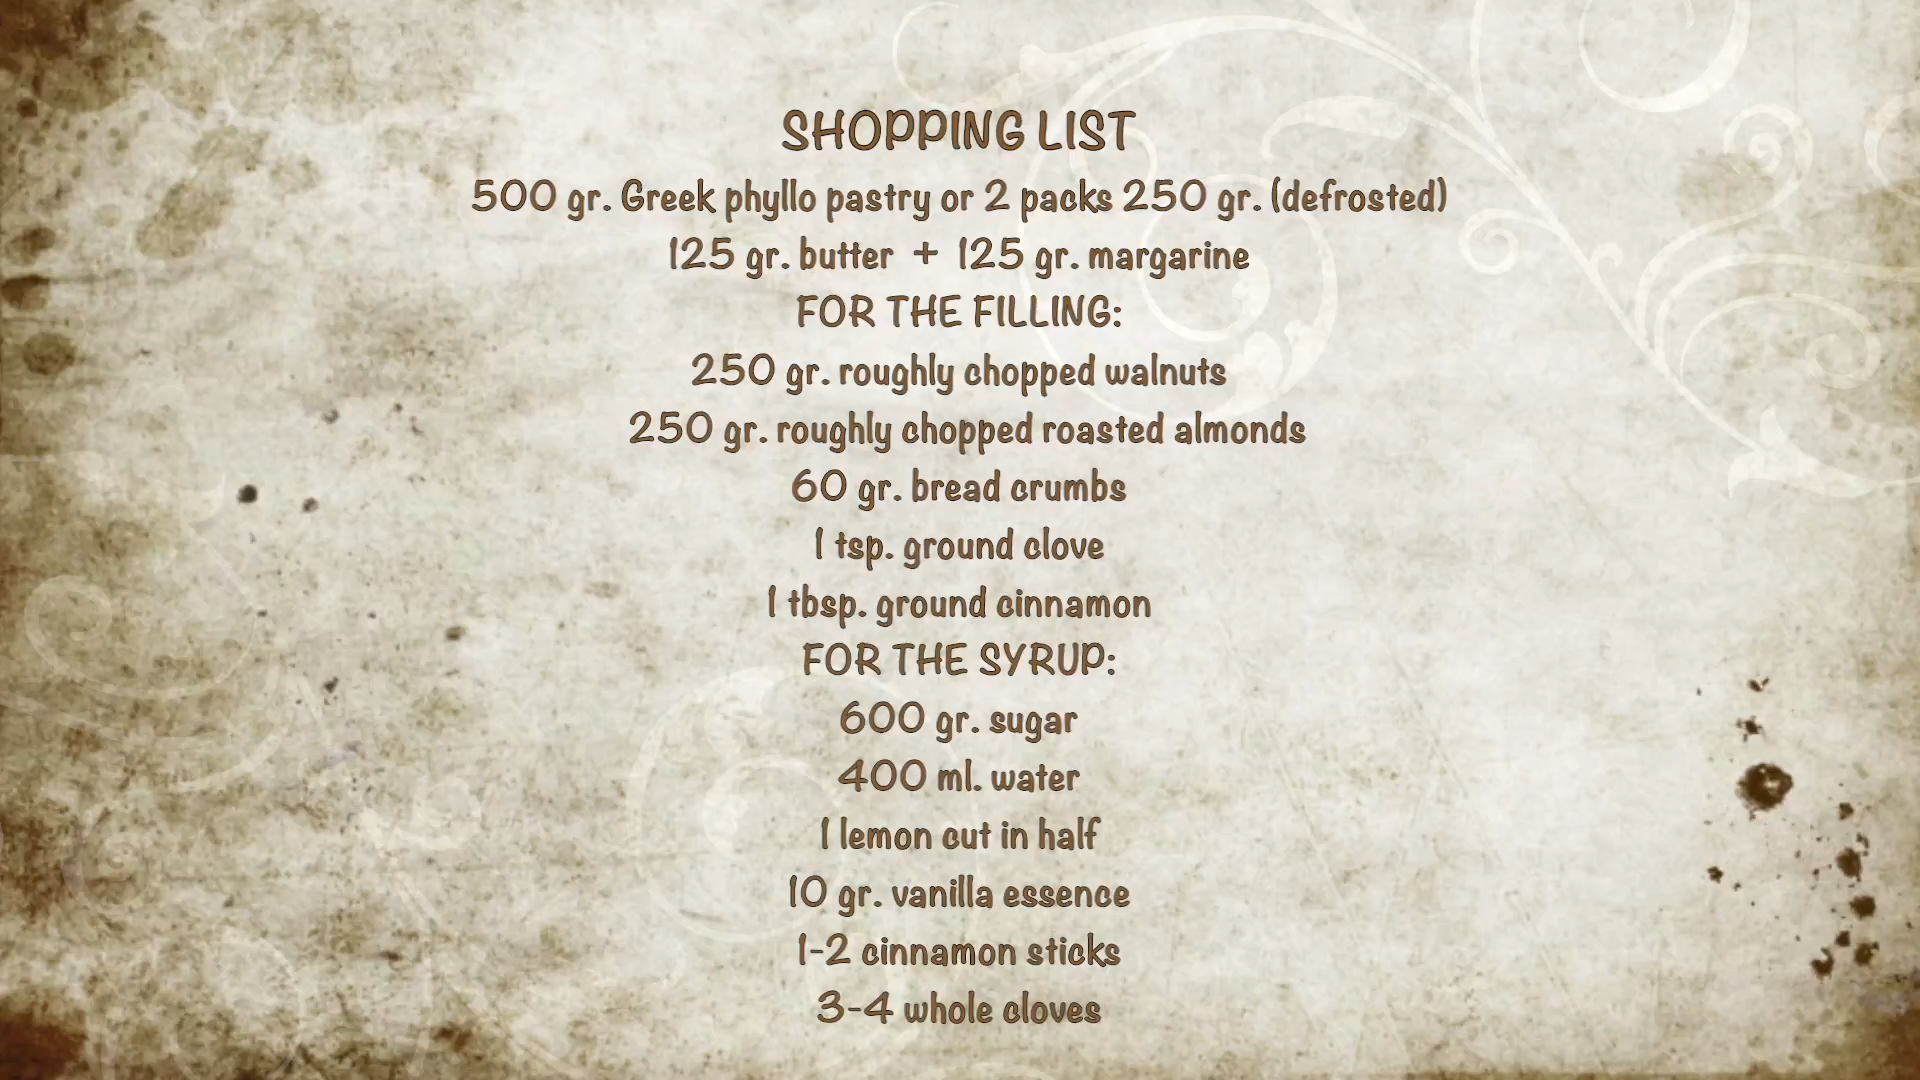 SHOPPING LIST
500 gr. Greek phyllo pastry or 2 packs 250 gr. (defrosted)
125 gr. butter + 125 gr. margarine
FOR THE FILLING:
250 gr. roughly chopped walnuts
250 gr. roughly chopped roasted almonds
60 gr. bread crumbs
1 tsp. ground clove
1 tbsp. ground cinnamon
FOR THE SYRUP:
600 gr. sugar
400 ml. water
1 lemon cut in half
10 gr. vanilla essence
1-2 cinnamon sticks
3-4 whole cloves